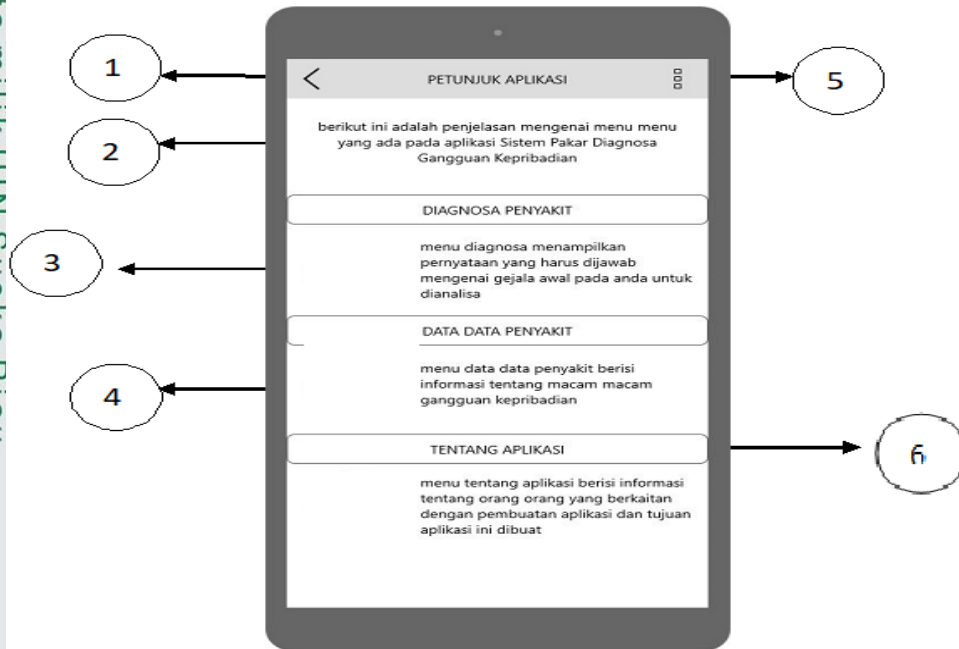 1
PETUNJUK APLIKASI
5
2
berikut ini adalah penjelasan mengenai menu menu
yang ada pada aplikasi Sistem Pakar Diagnosa
Gangguan Kepribadian
DIAGNOSA PENYAKIT
3
menu diagnosa menampilkan
pernyataan yang harus dijawab
mengenai gejala awal pada anda untuk
dianalisa
DATA DATA PENYAKIT
4
menu data data penyakit berisi
informasi tentang macam macam
gangguan kepribadian
TENTANG APLIKASI
6
menu tentang aplikasi berisi informasi
tentang orang orang yang berkaitan
dengan pembuatan aplikasi dan tujuan
aplikasi ini dibuat